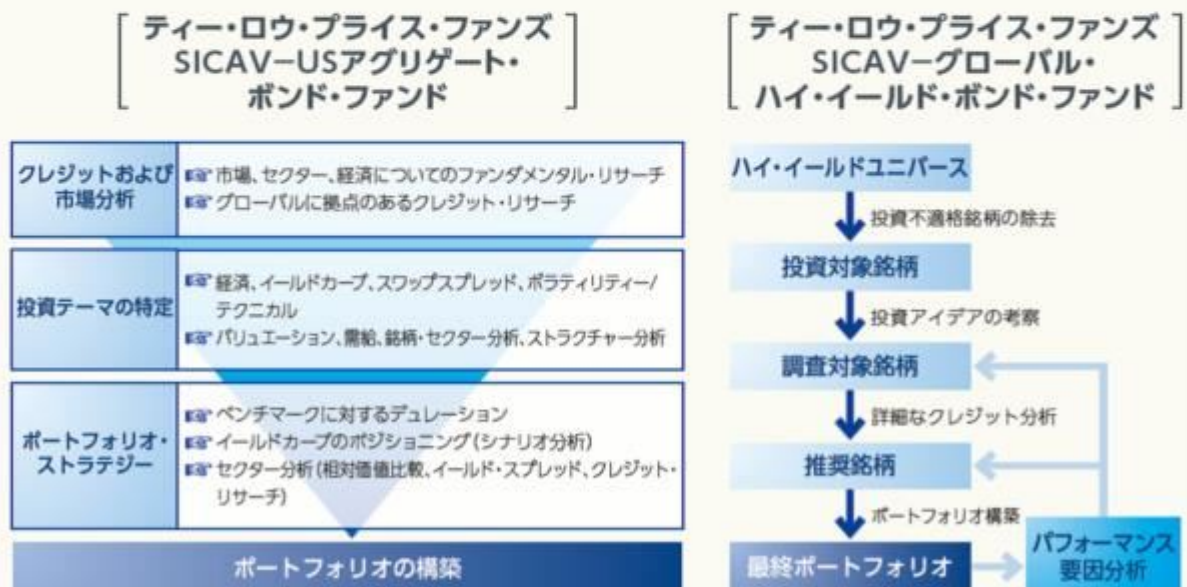 ティー・ロウ・プライス・ファンズ
SICAV－USアグリゲート・
ボンド・ファンド
クレジットおよび
市場分析
市場、セクター、経済についてのファンダメンタル・リサーチ
グローバルに拠点のあるクレジット・リサーチ
投資テーマの特定
経済、イールドカーブ、スワップスプレッド、ボラティリティー/
テクニカル
バリュエーション、需給、銘柄・セクター分析、ストラクチャー分析
ポートフォリオ・
ストラテジー
ベンチマークに対するデュレーション
イールドカーブのポジショニング(シナリオ分析)
セクター分析(相対価値比較、イールド・スプレッド、クレジット・
リサーチ)
ポートフォリオの構築
ティー・ロウ・プライス・ファンズ
SICAV－グローバル・
ハイ・イールド・ボンド・ファンド
ハイ・イールドユニバース
投資不適格銘柄の除去
投資対象銘柄
投資アイデアの考察
調査対象銘柄
詳細なクレジット分析
推奨銘柄
ポートフォリオ構築
最終ポートフォリオ
パフォーマンス
要因分析